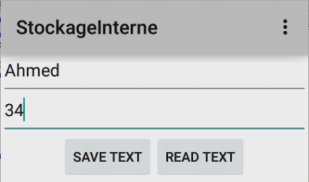 StockageInterne
Ahmed
34
SAVE TEXT READ TEXT